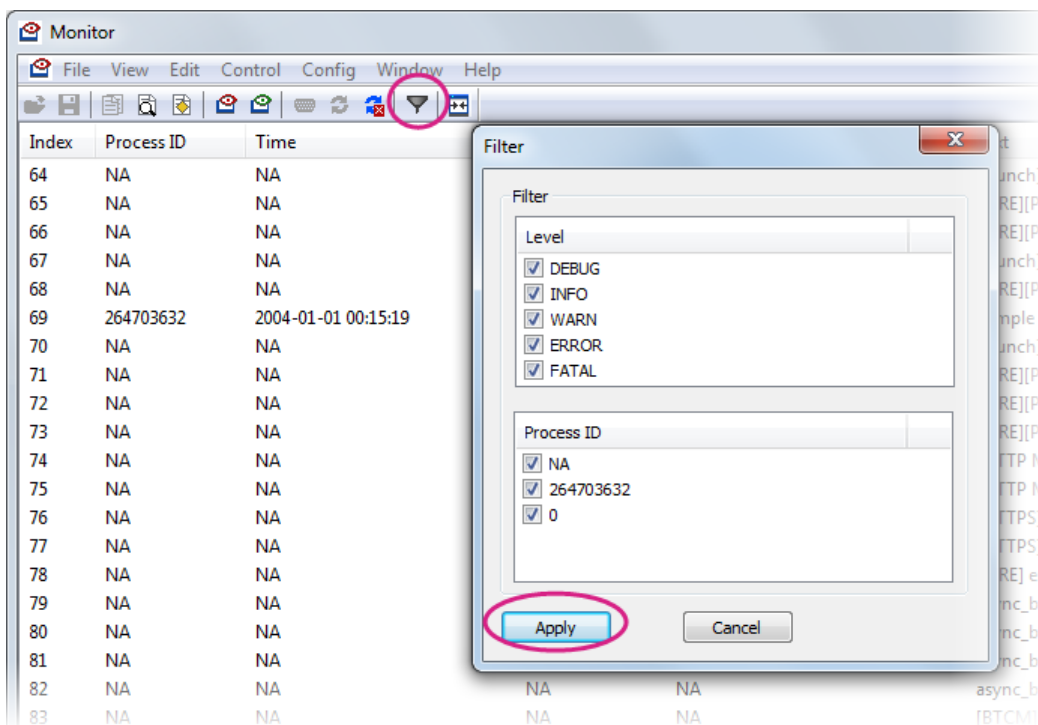 Monitor
File View Edit Control Config Window Help
Index Process ID Time
Filter
Filter
Level
DEBUG
INFO
WARN
ERROR
FATAL
Process ID
NA
264703632
0
Apply Cancel
64 NA NA
65 NA NA
66 NA NA
67 NA NA
68 NA NA
69 264703632 2004-01-01 00:15:19
70 NA NA
71 NA NA
72 NA NA
73 NA NA
74 NA NA
75 NA NA
76 NA NA
77 NA NA
78 NA NA
79 NA NA
80 NA NA
81 NA NA
82 NA NA NA NA async_b
83 NA NA NA NA [BTCM]